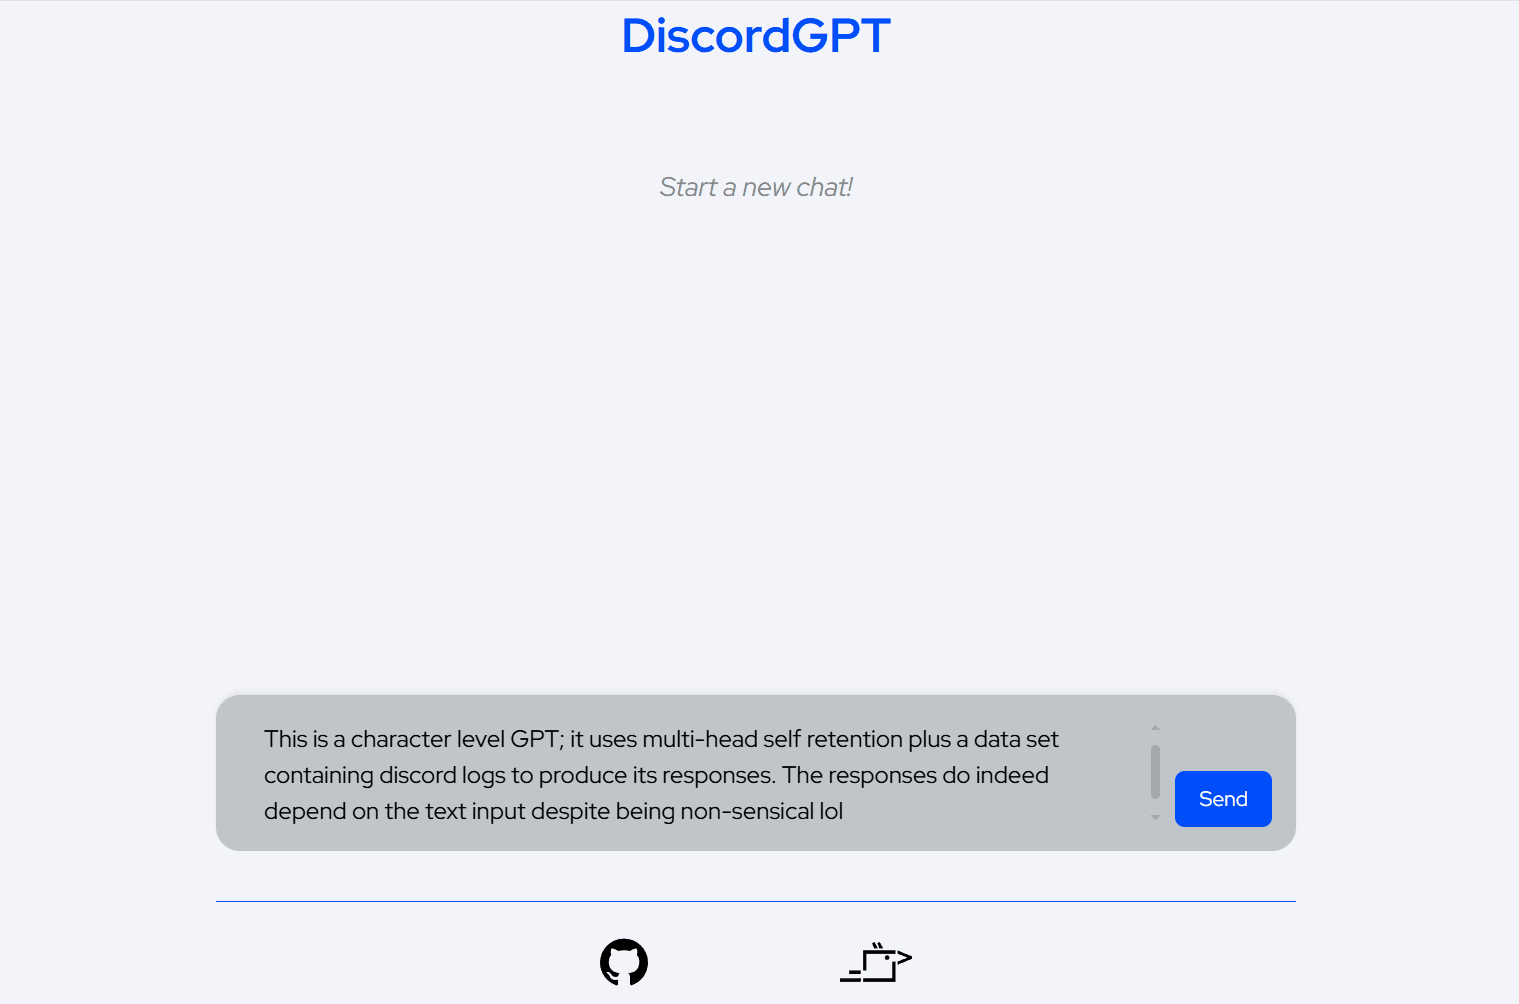 DiscordGPT
Start a new chat!
This is a character level GPT; it uses multi-head self retention plus a data set
containing discord logs to produce its responses. The responses do indeed
depend on the text input despite being non-sensical lol
Send